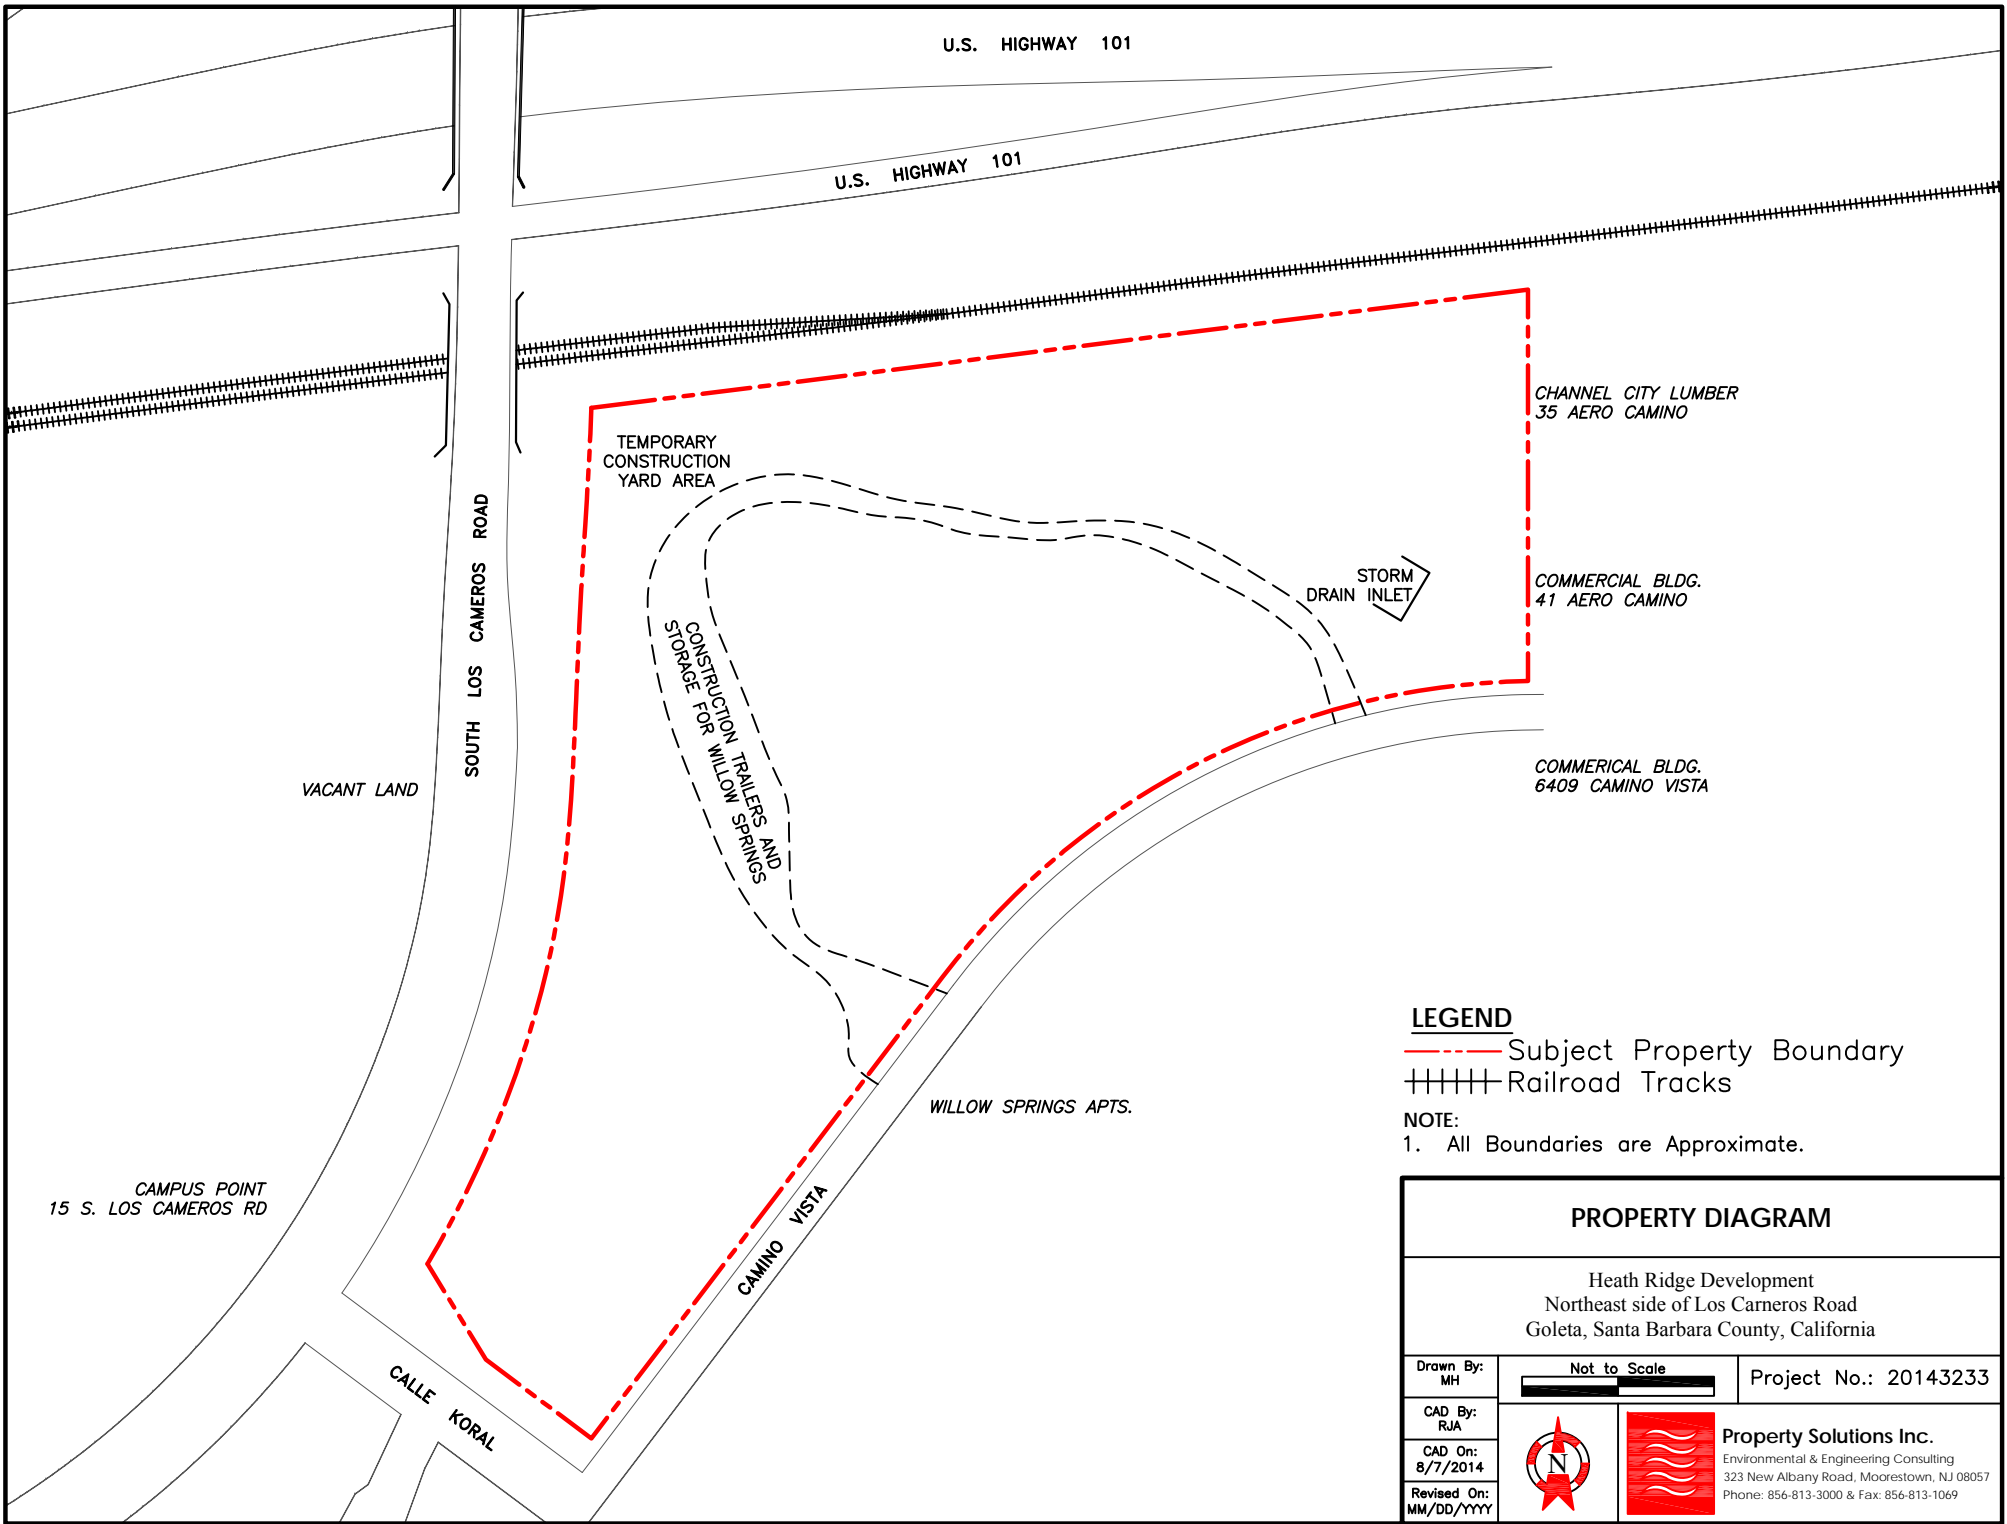 U.S. HIGHWAY 101
U.S. HIGHWAY 101
CHANNEL CITY LUMBER
35 AERO CAMINO
TEMPORARY
CONSTRUCTION
YARD AREA
SOUTH LOS CAMEROS ROAD
STORM
DRAIN INLET
COMMERCIAL BLDG.
41 AERO CAMINO
CONSTRUCTION TRAILERS AND
STORAGE FOR WILLOW SPRINGS
VACANT LAND
COMMERICAL BLDG.
6409 CAMINO VISTA
WILLOW SPRINGS APTS.
CAMPUS POINT
15 S. LOS CAMEROS RD
CAMINO VISTA
CALLE KORAL
LEGEND
Subject Property Boundary
Railroad Tracks
NOTE:
1. All Boundaries are Approximate.
PROPERTY DIAGRAM
Heath Ridge Development
Northeast side of Los Carneros Road
Goleta, Santa Barbara County, California
Drawn By:
MH
Not to Scale
Project No.: 20143233
CAD By:
RJA
CAD On:
8/7/2014
Revised On:
MM/DD/YYYY
N
Property Solutions Inc.
Environmental & Engineering Consulting
323 New Albany Road, Moorestown, NJ 08057
Phone: 856-813-3000 & Fax: 856-813-1069